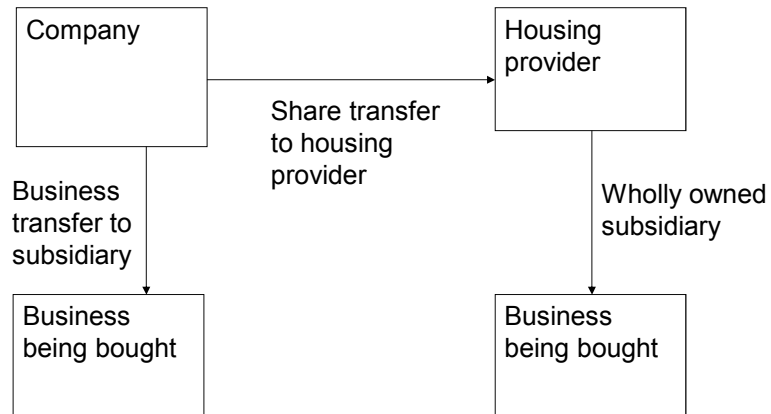 Company
Housing
provider
Share transfer
to housing
provider
Business
transfer to
subsidiary
Wholly owned
subsidiary
Business
being bought
Business
being bought